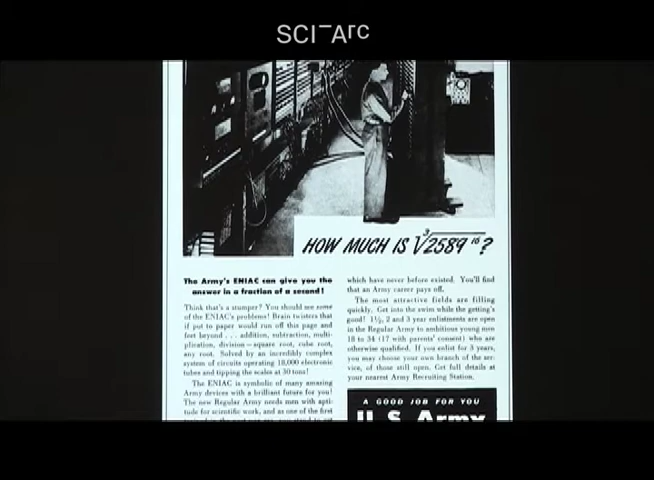 SCI-Arc
HOW MUCH IS ∛2589¹⁶?
The Army's ENIAC can give you the
answer in a fraction of a second!
Think that's a stumper? You should see some
of the ENIAC's problems! Brain twisters that
if put to paper would run off this page and
feet beyond . . . addition, subtraction, multi-
plication, division—square root, cube root,
any root. Solved by an incredibly complex
system of circuits operating 18,000 electronic
tubes and tipping the scales at 30 tons!
The ENIAC is symbolic of many amazing
Army devices with a brilliant future for you!
The new Regular Army needs men with apti-
tude for scientific work, and as one of the first
which have never before existed. You'll find
that an Army career pays off.
The most attractive fields are filling
quickly. Get into the swim while the getting's
good! 1½, 2 and 3 year enlistments are open
in the Regular Army to ambitious young men
18 to 34 (17 with parents' consent) who are
otherwise qualified. If you enlist for 3 years,
you may choose your own branch of the ser-
vice, of those still open. Get full details at
your nearest Army Recruiting Station.
A GOOD JOB FOR YOU
U.S. Army